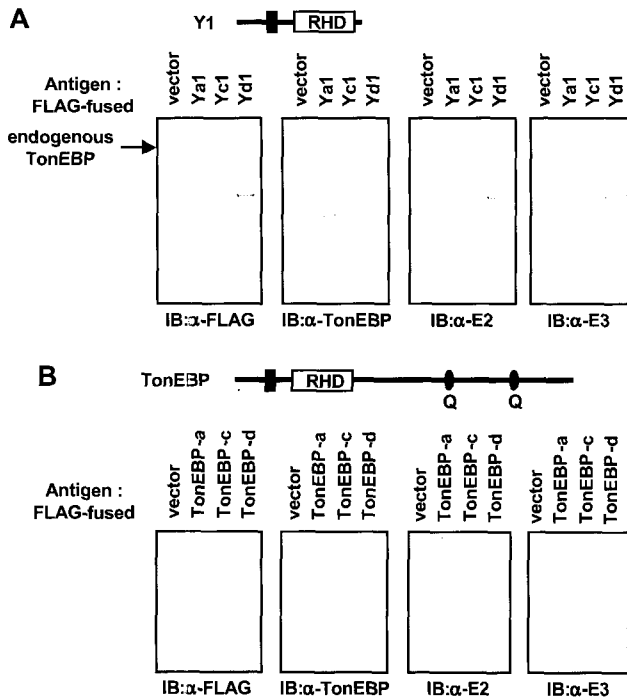 A
Y1
RHD
Antigen :
FLAG-fused
vector
Ya1
Yc1
Yd1
vector
Ya1
Yc1
Yd1
vector
Ya1
Yc1
Yd1
vector
Ya1
Yc1
Yd1
endogenous
TonEBP
IB:α-FLAG
IB:α-TonEBP
IB:α-E2
IB:α-E3
B
TonEBP
RHD
Q
Q
Antigen :
FLAG-fused
vector
TonEBP-a
TonEBP-c
TonEBP-d
vector
TonEBP-a
TonEBP-c
TonEBP-d
vector
TonEBP-a
TonEBP-c
TonEBP-d
vector
TonEBP-a
TonEBP-c
TonEBP-d
IB:α-FLAG
IB:α-TonEBP
IB:α-E2
IB:α-E3